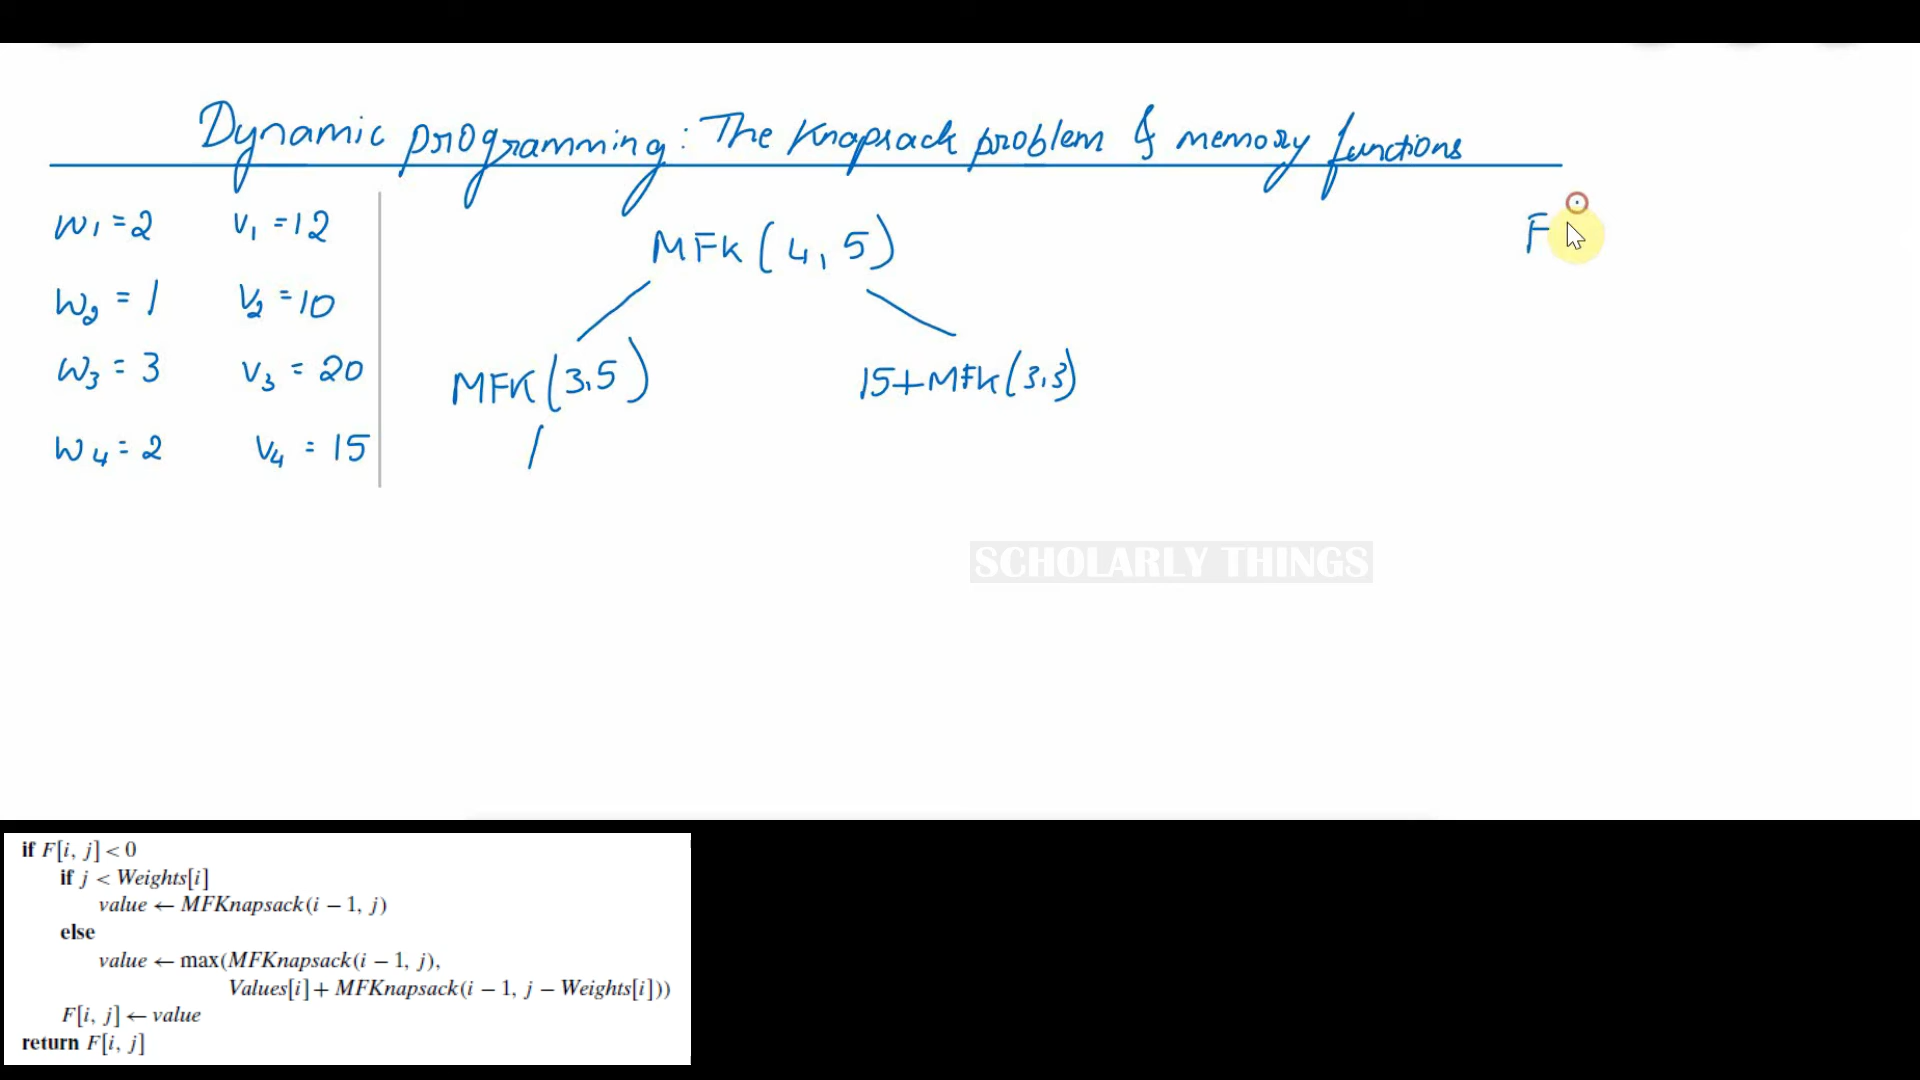 Dynamic programming: The Knapsack problem & memory functions
w1 = 2 v1 = 12
w2 = 1 v2 = 10
w3 = 3 v3 = 20
w4 = 2 v4 = 15
MFK(4,5)
MFK(3,5) 15+MFK(3,3)
F
SCHOLARLY THINGS
if F[i, j] < 0
if j < Weights[i]
value ← MFKnapsack(i − 1, j)
else
value ← max(MFKnapsack(i − 1, j),
Values[i] + MFKnapsack(i − 1, j − Weights[i]))
F[i, j] ← value
return F[i, j]